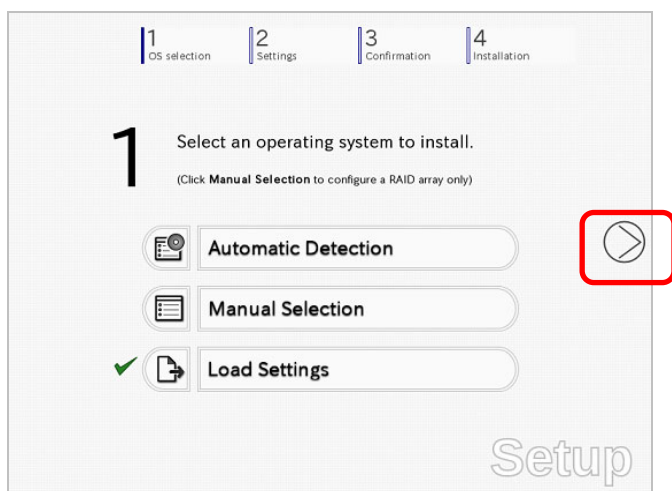 1 2 3 4
OS selection Settings Confirmation Installation
1 Select an operating system to install.
(Click Manual Selection to configure a RAID array only)
Automatic Detection
Manual Selection
Load Settings
Setup